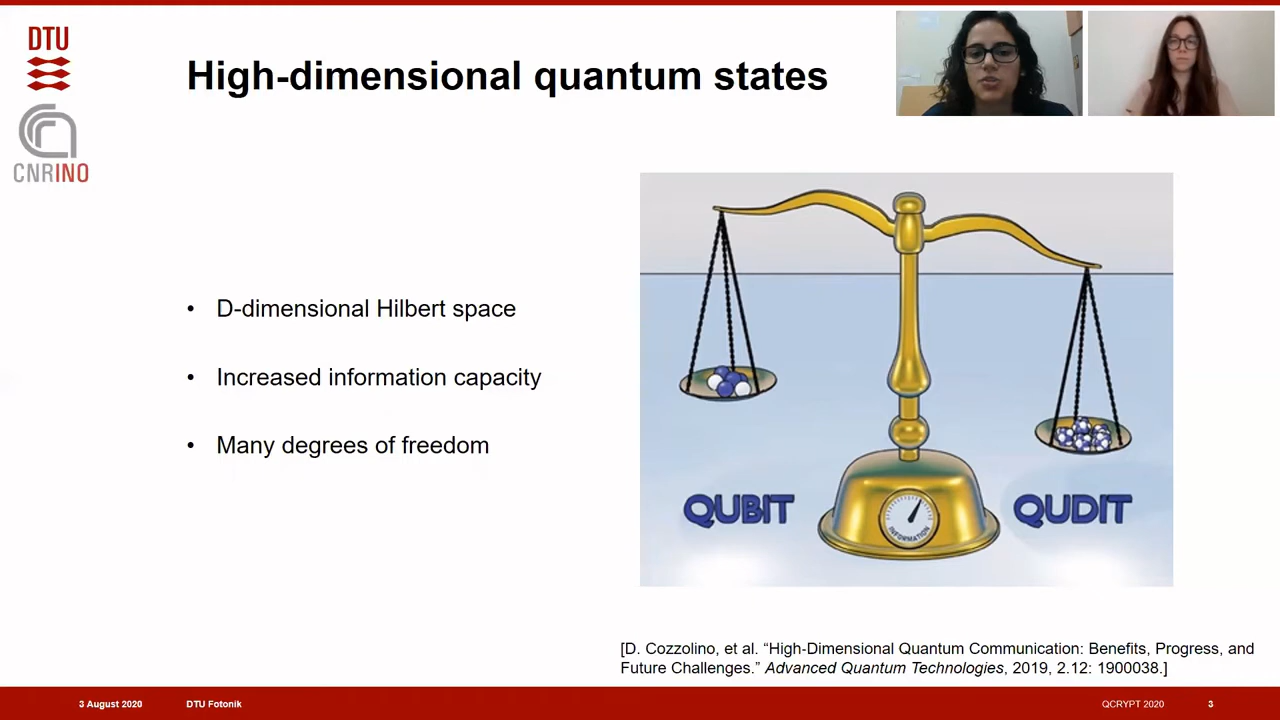 DTU
CNRINO
High-dimensional quantum states
• D-dimensional Hilbert space
• Increased information capacity
• Many degrees of freedom
QUBIT
QUDIT
INFORMATION
[D. Cozzolino, et al. “High-Dimensional Quantum Communication: Benefits, Progress, and
Future Challenges.” Advanced Quantum Technologies, 2019, 2.12: 1900038.]
3 August 2020
DTU Fotonik
QCRYPT 2020
3